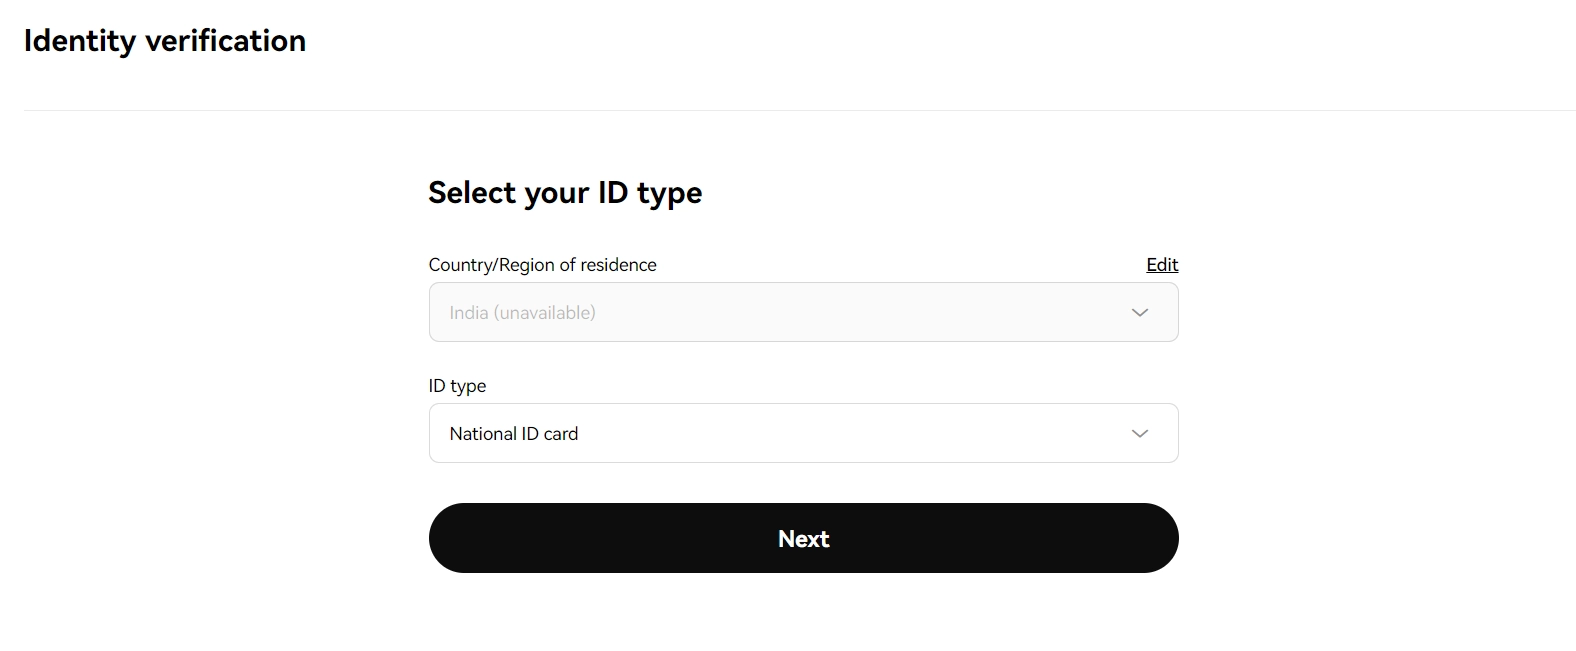 Identity verification
Select your ID type
Country/Region of residence
Edit
India (unavailable)
ID type
National ID card
Next